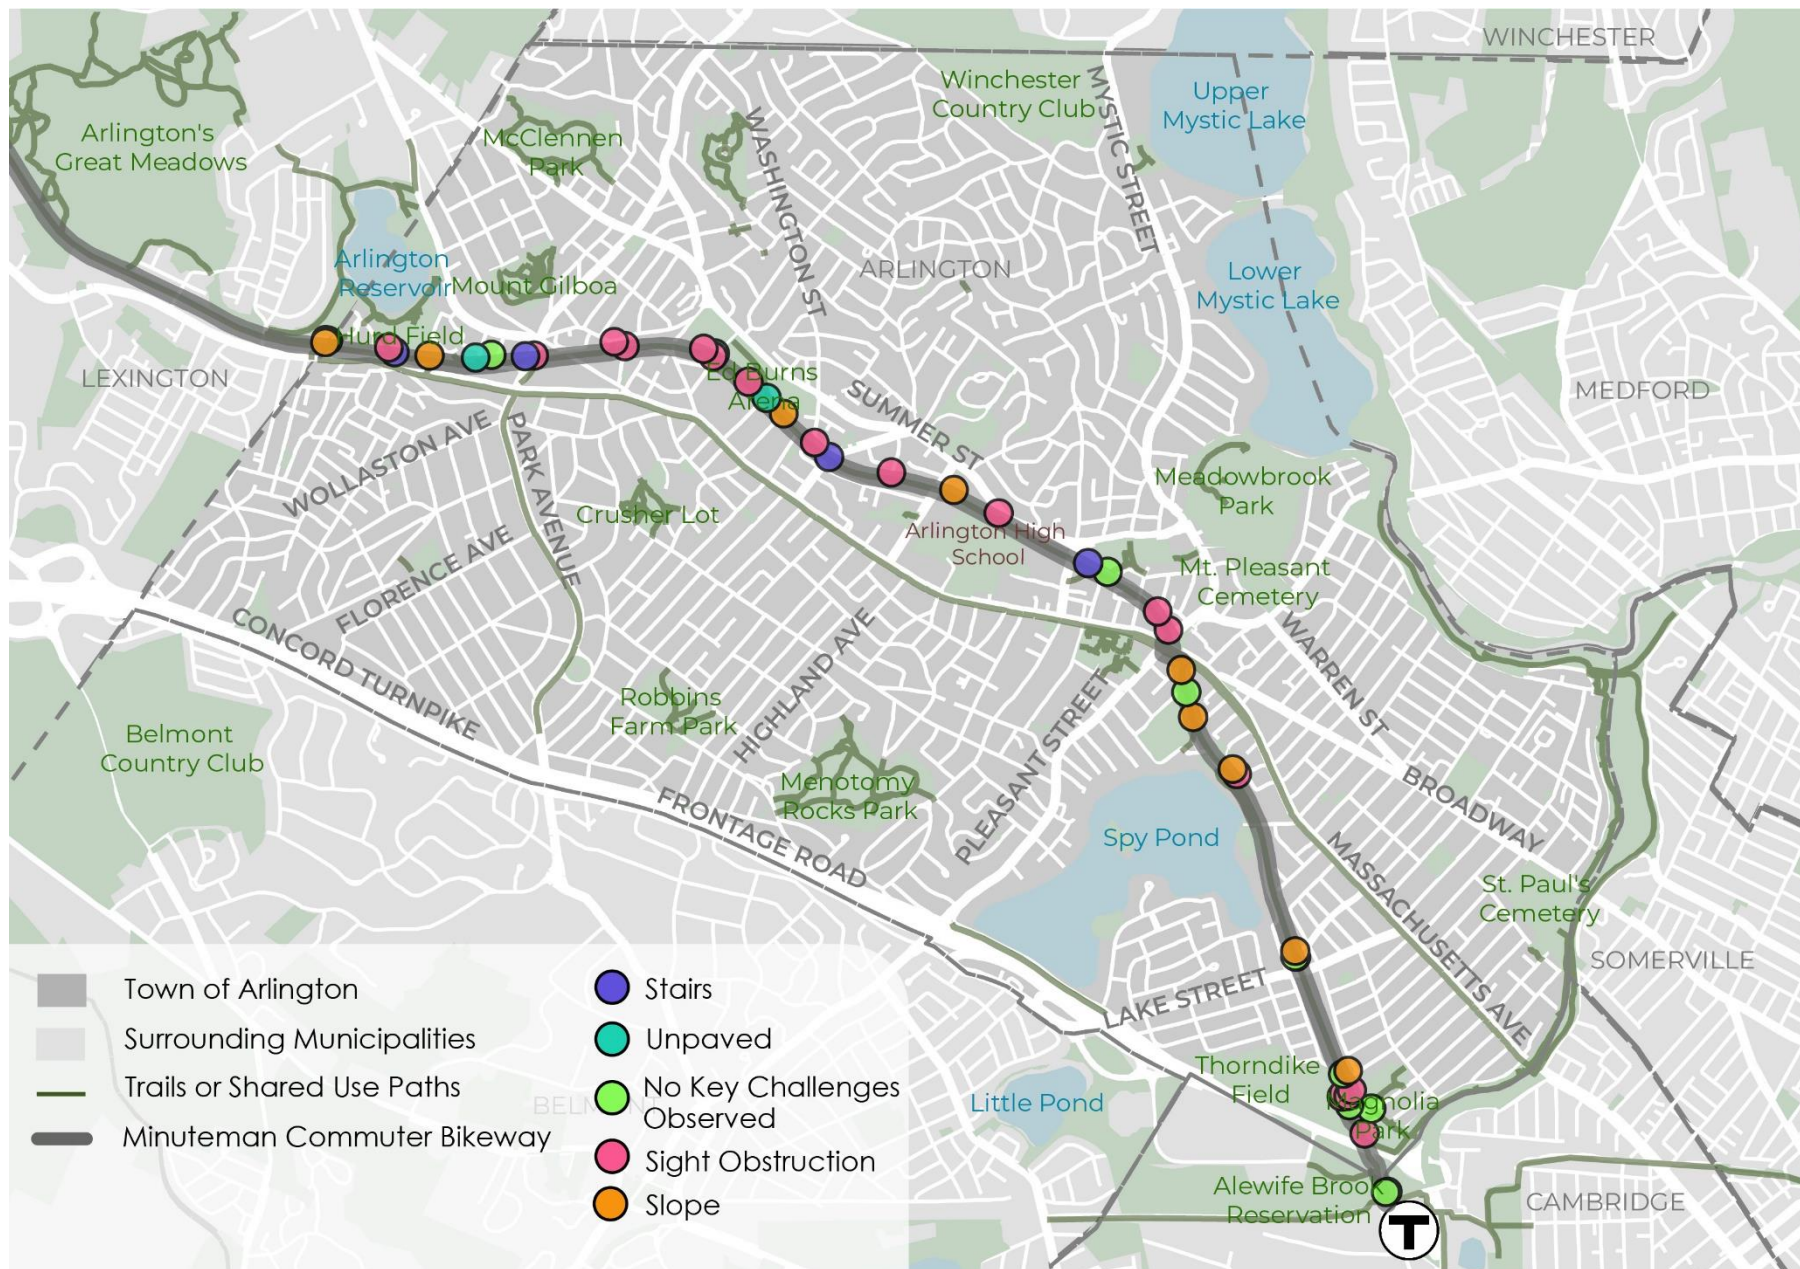 WINCHESTER
Winchester
Country Club
MYSTIC STREET
Upper
Mystic Lake
Arlington's
Great Meadows
McClennen
Park
WASHINGTON ST
Arlington
Reservoir
Mount Gilboa
ARLINGTON
Lower
Mystic Lake
Hurd Field
LEXINGTON
Ed Burns
Arena
SUMMER ST
MEDFORD
WOLLASTON AVE
PARK AVENUE
Crusher Lot
Meadowbrook
Park
Arlington High
School
FLORENCE AVE
Mt. Pleasant
Cemetery
CONCORD TURNPIKE
HIGHLAND AVE
WARREN ST
Robbins
Farm Park
PLEASANT STREET
Belmont
Country Club
Menotomy
Rocks Park
FRONTAGE ROAD
BROADWAY
Spy Pond
MASSACHUSETTS AVE
St. Paul's
Cemetery
SOMERVILLE
LAKE STREET
Thorndike
Field
Magnolia
Park
Little Pond
Alewife Brook
Reservation
CAMBRIDGE
T
BELMONT
Town of Arlington
Surrounding Municipalities
Trails or Shared Use Paths
Minuteman Commuter Bikeway
Stairs
Unpaved
No Key Challenges
Observed
Sight Obstruction
Slope